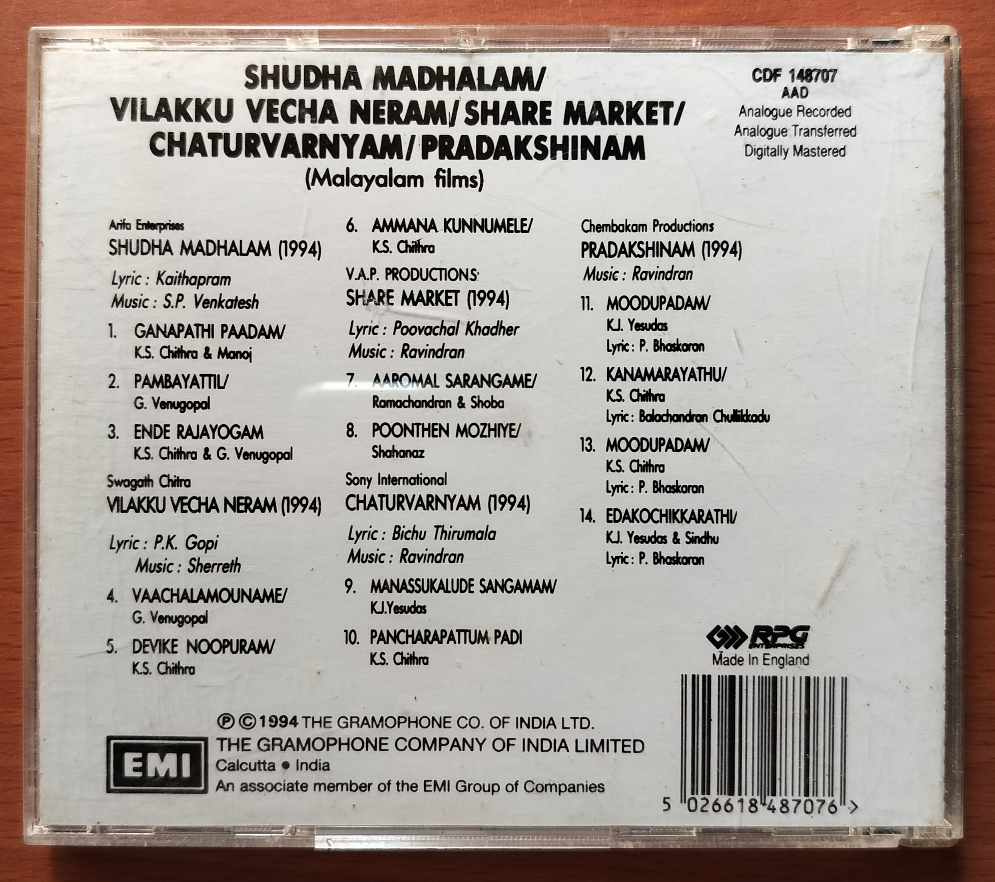 SHUDHA MADHALAM/
VILAKKU VECHA NERAM/SHARE MARKET/
CHATURVARNYAM/PRADAKSHINAM
(Malayalam films)
CDF 148707
AAD
Analogue Recorded
Analogue Transferred
Digitally Mastered
Arifa Enterprises
SHUDHA MADHALAM (1994)
Lyric : Kaithapram
Music : S.P. Venkatesh
1. GANAPATHI PAADAM/
K.S. Chithra & Manoj
2. PAMBAYATTIL/
G. Venugopal
3. ENDE RAJAYOGAM
K.S. Chithra & G. Venugopal
Swagath Chitra
VILAKKU VECHA NERAM (1994)
Lyric : P.K. Gopi
Music : Sherreth
4. VAACHALAMOUNAME/
G. Venugopal
5. DEVIKE NOOPURAM/
K.S. Chithra
6. AMMANA KUNNUMELE/
K.S. Chithra
V.A.P. PRODUCTIONS
SHARE MARKET (1994)
Lyric : Poovachal Khadher
Music : Ravindran
7. AAROMAL SARANGAME/
Ramachandran & Shoba
8. POONTHEN MOZHIYE/
Shahanaz
Sony International
CHATURVARNYAM (1994)
Lyric : Bichu Thirumala
Music : Ravindran
9. MANASSUKALUDE SANGAMAM/
K.J.Yesudas
10. PANCHARAPATTUM PADI
K.S. Chithra
Chembakam Productions
PRADAKSHINAM (1994)
Music : Ravindran
11. MOODUPADAM/
K.J. Yesudas
Lyric : P. Bhaskaran
12. KANAMARAYATHU/
K.S. Chithra
Lyric : Balachandran Chullikkadu
13. MOODUPADAM/
K.S. Chithra
Lyric : P. Bhaskaran
14. EDAKOCHIKKARATHI/
K.J. Yesudas & Sindhu
Lyric : P. Bhaskaran
RPG
ENTERPRISES
Made In England
℗ © 1994 THE GRAMOPHONE CO. OF INDIA LTD.
THE GRAMOPHONE COMPANY OF INDIA LIMITED
Calcutta • India
An associate member of the EMI Group of Companies
EMI
5 026618 487076 >